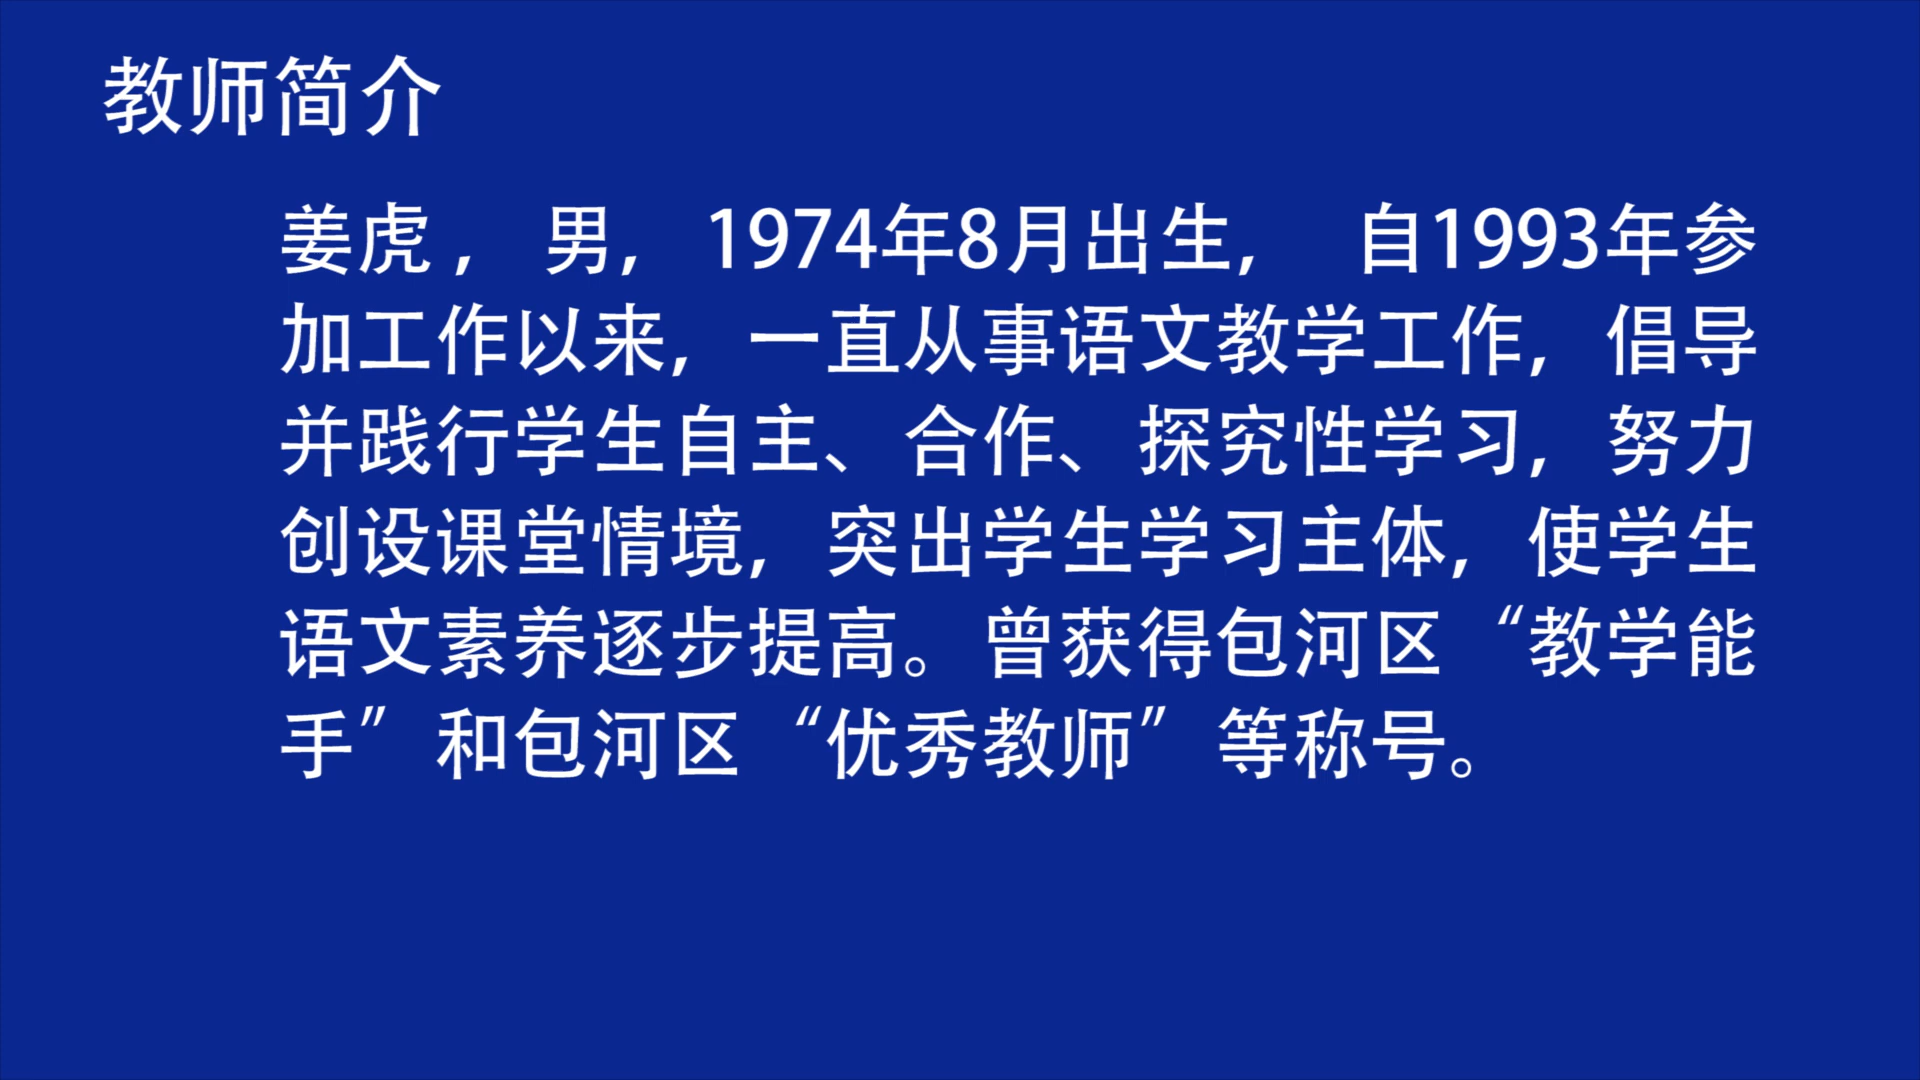 教师简介
姜虎， 男，1974年8月出生， 自1993年参
加工作以来，一直从事语文教学工作，倡导
并践行学生自主、合作、探究性学习，努力
创设课堂情境，突出学生学习主体，使学生
语文素养逐步提高。曾获得包河区“教学能
手”和包河区“优秀教师”等称号。